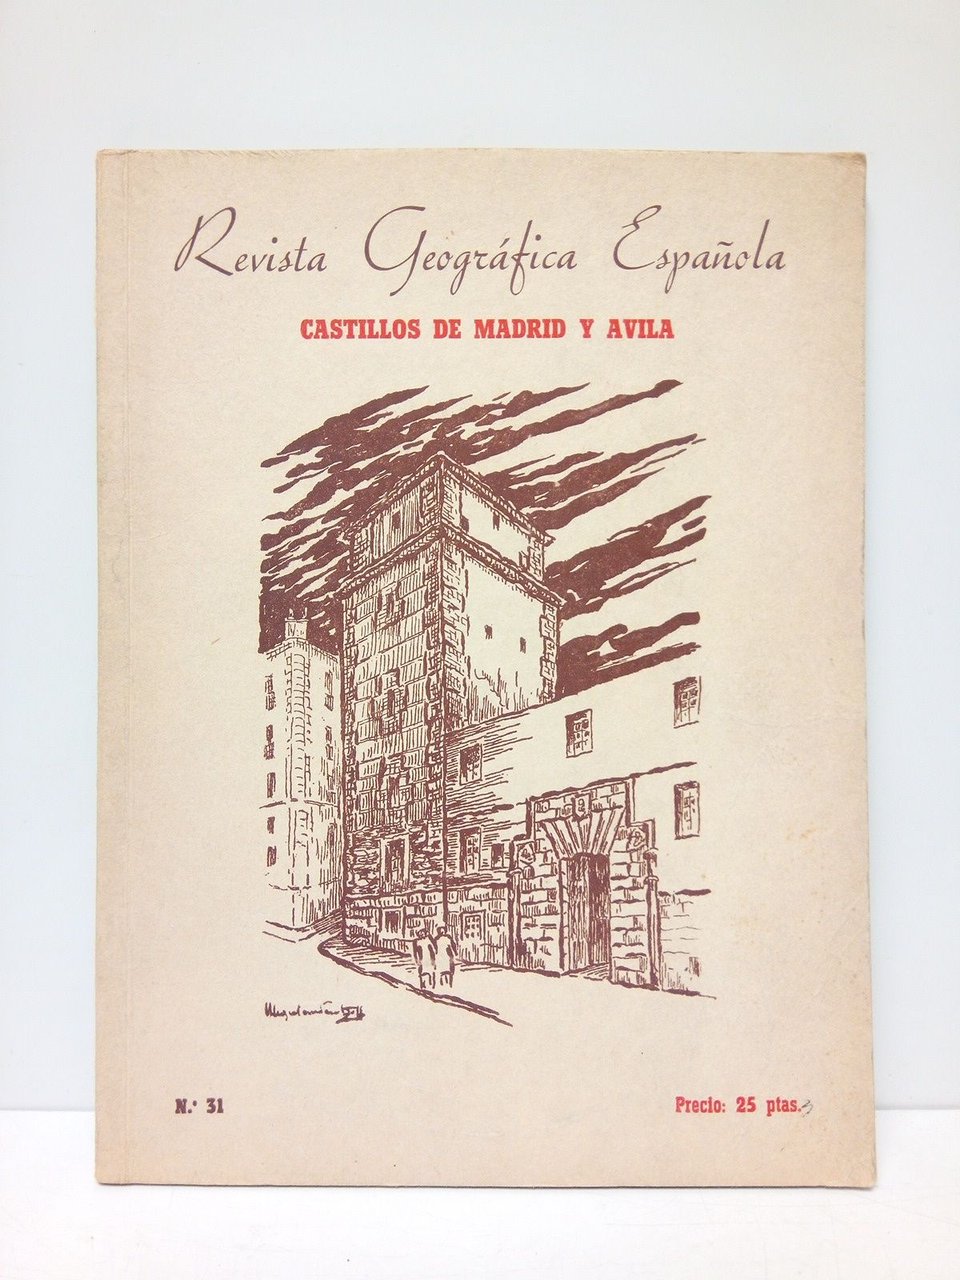 Revista Geográfica Española
CASTILLOS DE MADRID Y AVILA
N.º 31
Precio: 25 ptas.